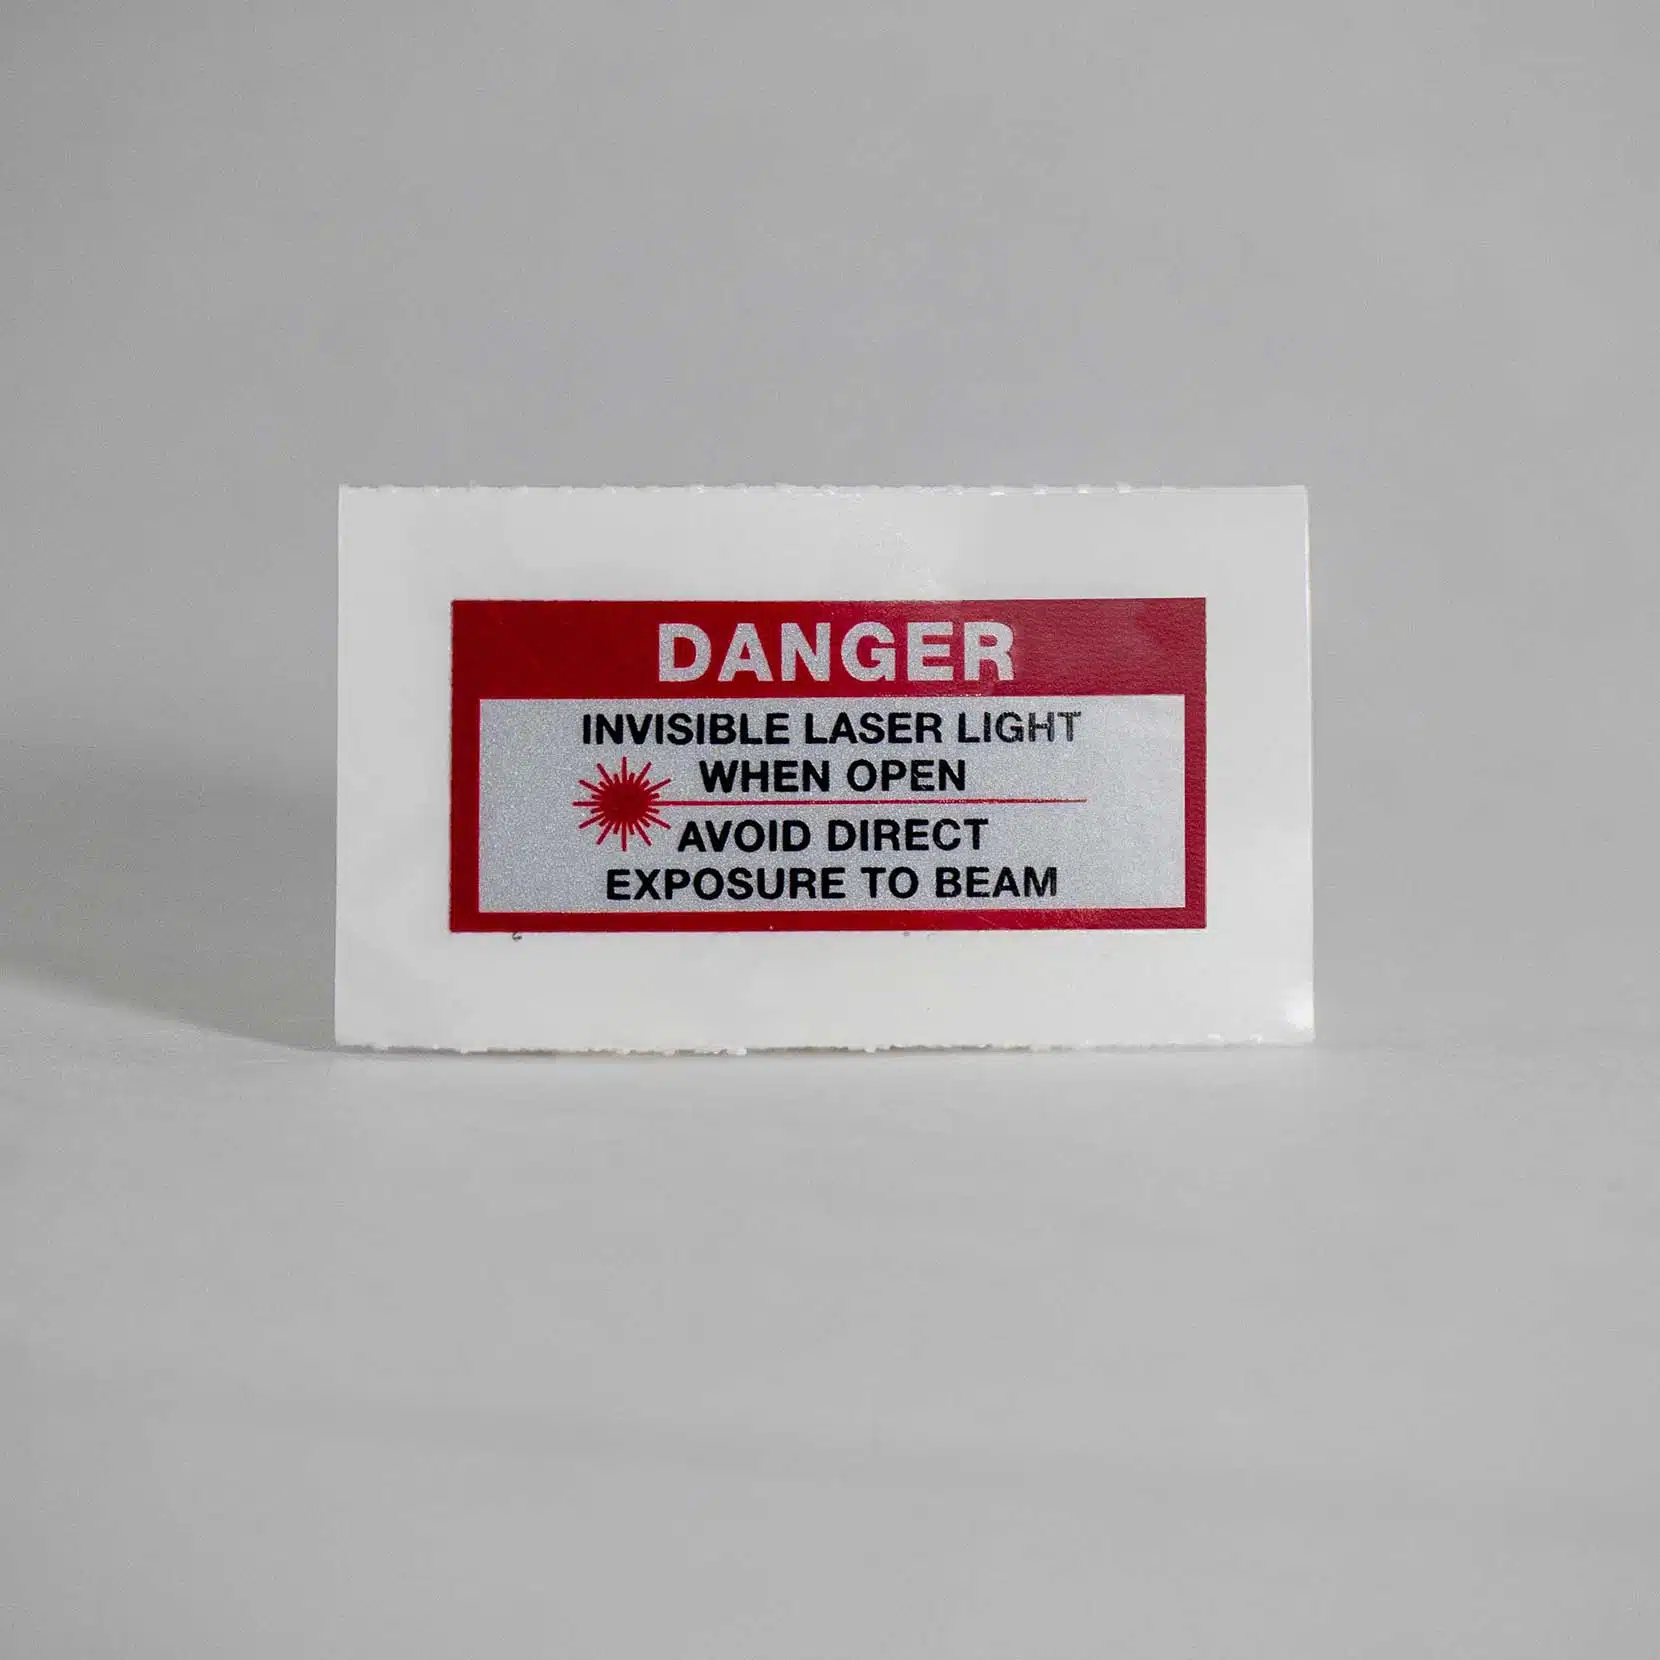 DANGER
INVISIBLE LASER LIGHT
WHEN OPEN
AVOID DIRECT
EXPOSURE TO BEAM